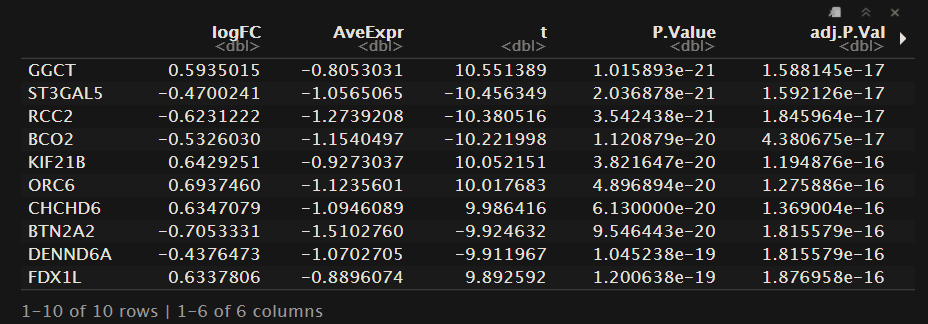 logFC AveExpr t P.Value adj.P.Val
<dbl> <dbl> <dbl> <dbl> <dbl>
GGCT 0.5935015 -0.8053031 10.551389 1.015893e-21 1.588145e-17
ST3GAL5 -0.4700241 -1.0565065 -10.456349 2.036878e-21 1.592126e-17
RCC2 -0.6231222 -1.2739208 -10.380516 3.542438e-21 1.845964e-17
BCO2 -0.5326030 -1.1540497 -10.221998 1.120879e-20 4.380675e-17
KIF21B 0.6429251 -0.9273037 10.052151 3.821647e-20 1.194876e-16
ORC6 0.6937460 -1.1235601 10.017683 4.896894e-20 1.275886e-16
CHCHD6 0.6347079 -1.0946089 9.986416 6.130000e-20 1.369004e-16
BTN2A2 -0.7053331 -1.5102760 -9.924632 9.546443e-20 1.815579e-16
DENND6A -0.4376473 -1.0702705 -9.911967 1.045238e-19 1.815579e-16
FDX1L 0.6337806 -0.8896074 9.892592 1.200638e-19 1.876958e-16
1-10 of 10 rows | 1-6 of 6 columns